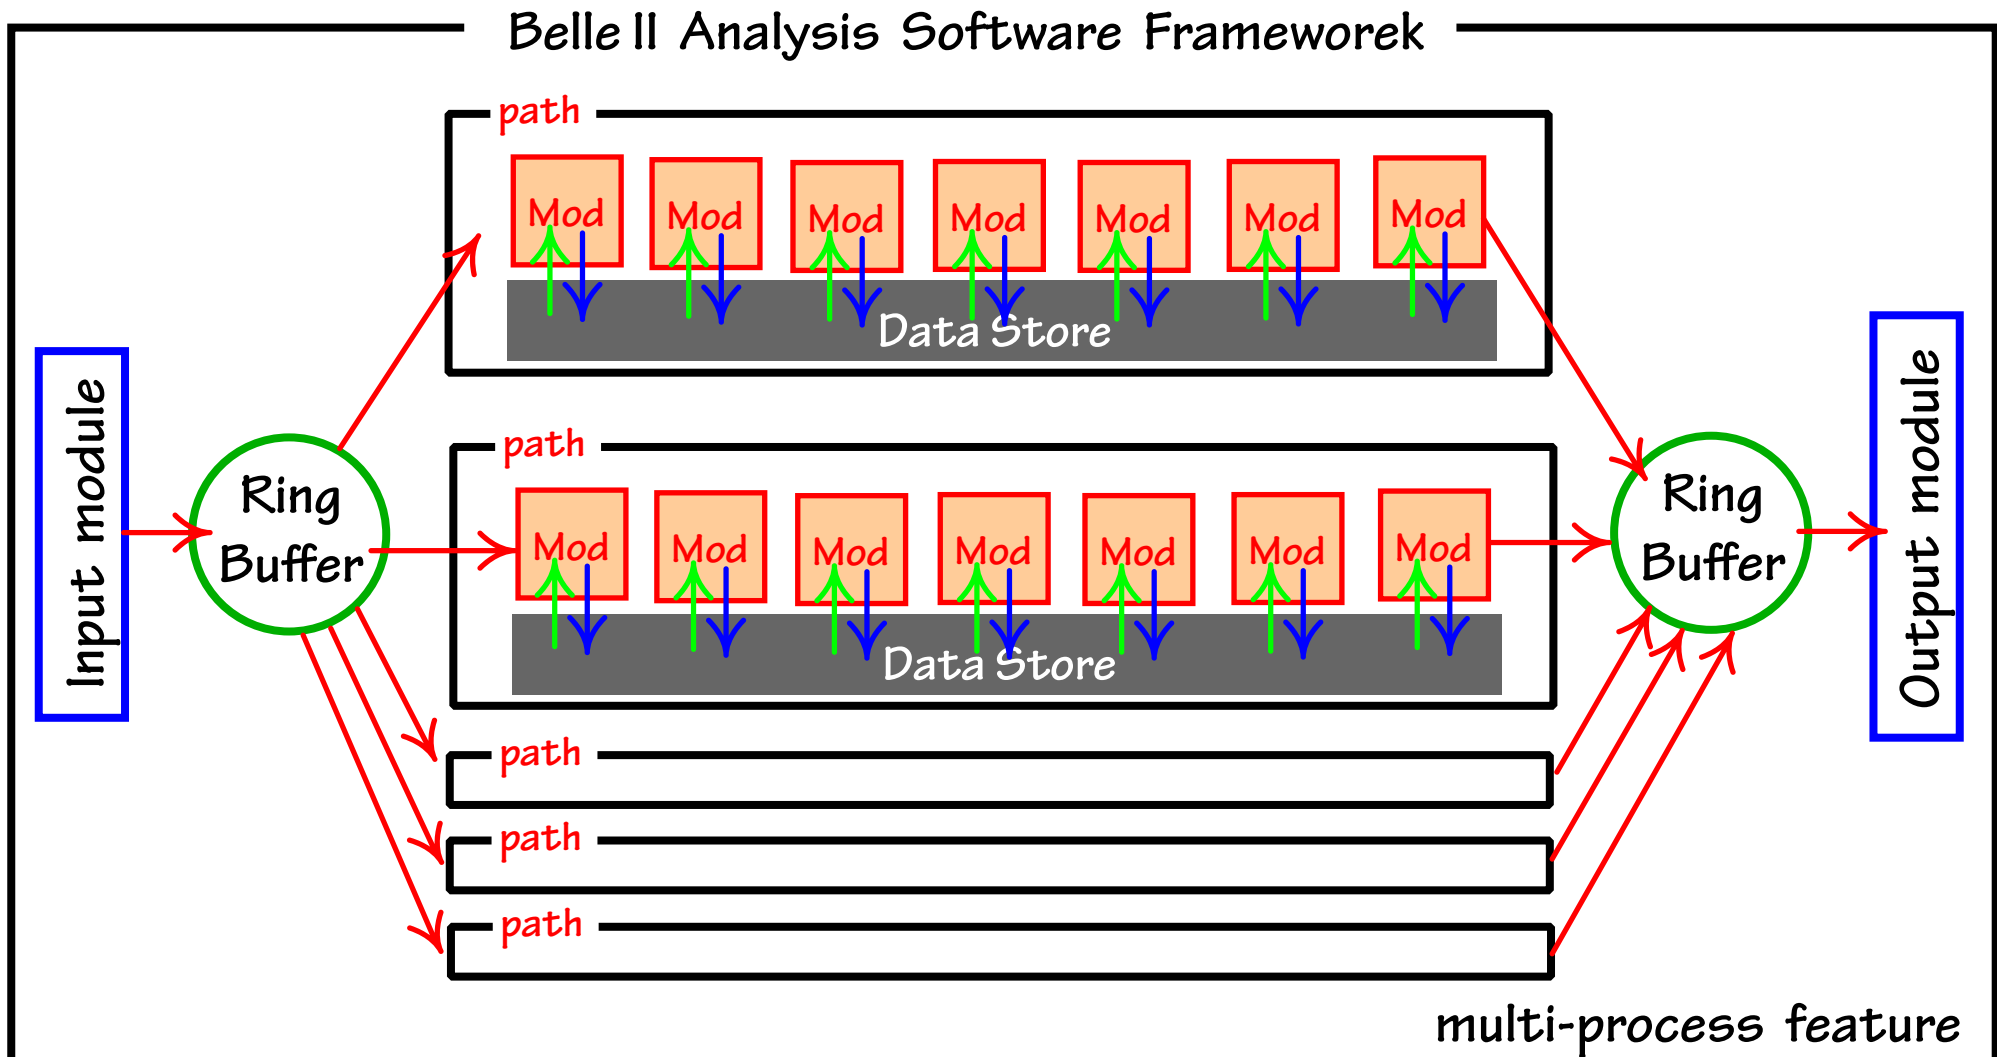 Belle II Analysis Software Frameworek
path
Mod Mod Mod Mod Mod Mod Mod
Data Store
Input module
Ring
Buffer
path
Mod Mod Mod Mod Mod Mod Mod
Data Store
Ring
Buffer
Output module
path
path
path
multi-process feature